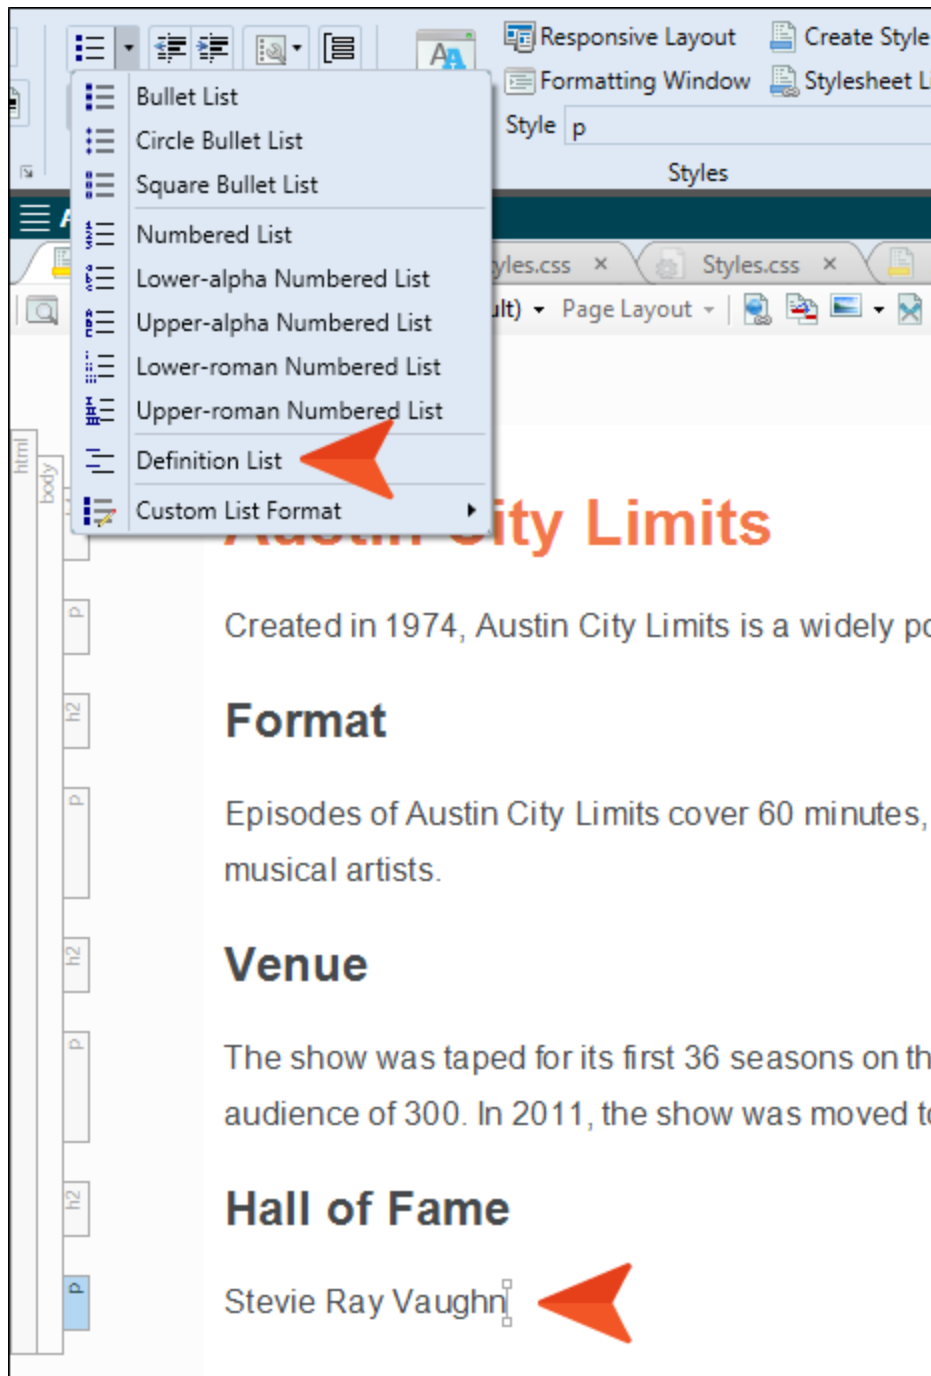 Responsive Layout
Create Style
Formatting Window
Stylesheet Li
Style p
Styles
Bullet List
Circle Bullet List
Square Bullet List
Numbered List
Lower-alpha Numbered List
Upper-alpha Numbered List
Lower-roman Numbered List
Upper-roman Numbered List
Definition List
Custom List Format
yles.css
Styles.css
ult)
Page Layout
html
body
Austin City Limits
p
Created in 1974, Austin City Limits is a widely po
h2
Format
p
Episodes of Austin City Limits cover 60 minutes,
musical artists.
h2
Venue
p
The show was taped for its first 36 seasons on th
audience of 300. In 2011, the show was moved to
h2
Hall of Fame
p
Stevie Ray Vaughn